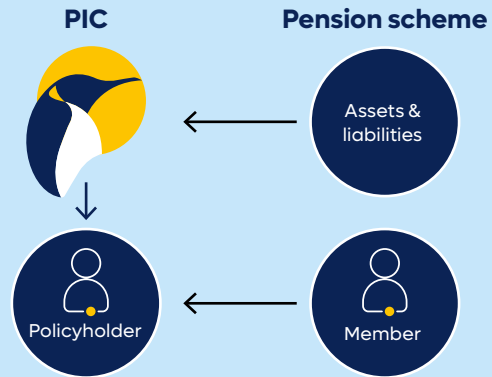 PIC
Pension scheme
Assets &
liabilities
Policyholder
Member